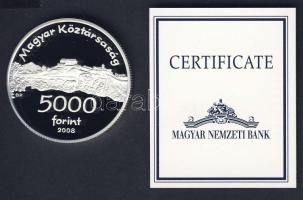 Magyar Köztársaság
5000
forint
2008
CERTIFICATE
MAGYAR NEMZETI BANK